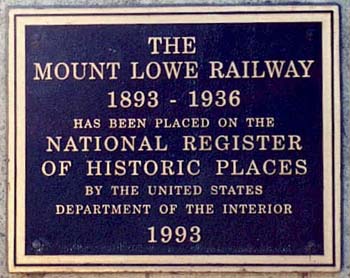 THE
MOUNT LOWE RAILWAY
1893 - 1936
HAS BEEN PLACED ON THE
NATIONAL REGISTER
OF HISTORIC PLACES
BY THE UNITED STATES
DEPARTMENT OF THE INTERIOR
1993